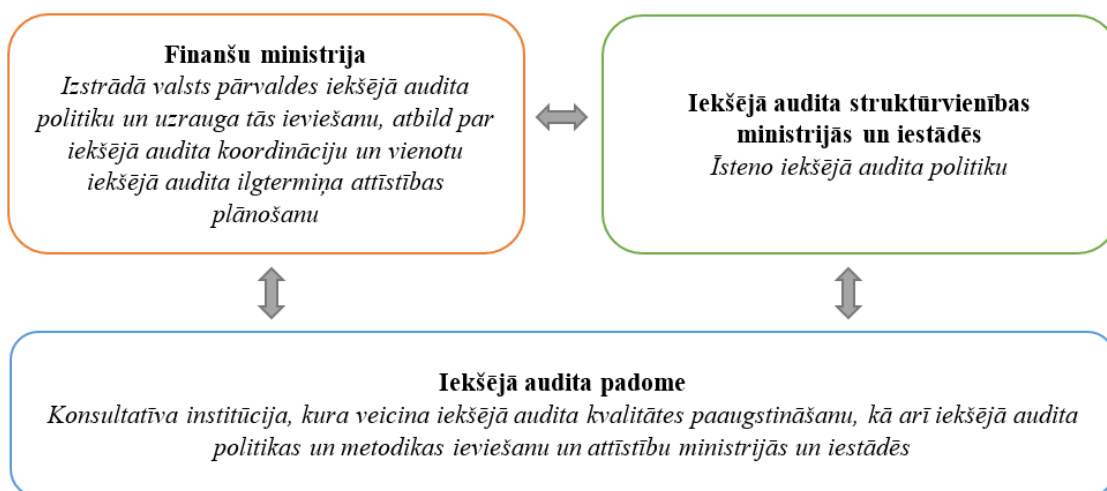 Finanšu ministrija
Izstrādā valsts pārvaldes iekšējā audita
politiku un uzrauga tās ieviešanu, atbild par
iekšējā audita koordināciju un vienotu
iekšējā audita ilgtermiņa attīstības
plānošanu
Iekšējā audita struktūrvienības
ministrijās un iestādēs
Īsteno iekšējā audita politiku
Iekšējā audita padome
Konsultatīva institūcija, kura veicina iekšējā audita kvalitātes paaugstināšanu, kā arī iekšējā audita
politikas un metodikas ieviešanu un attīstību ministrijās un iestādēs